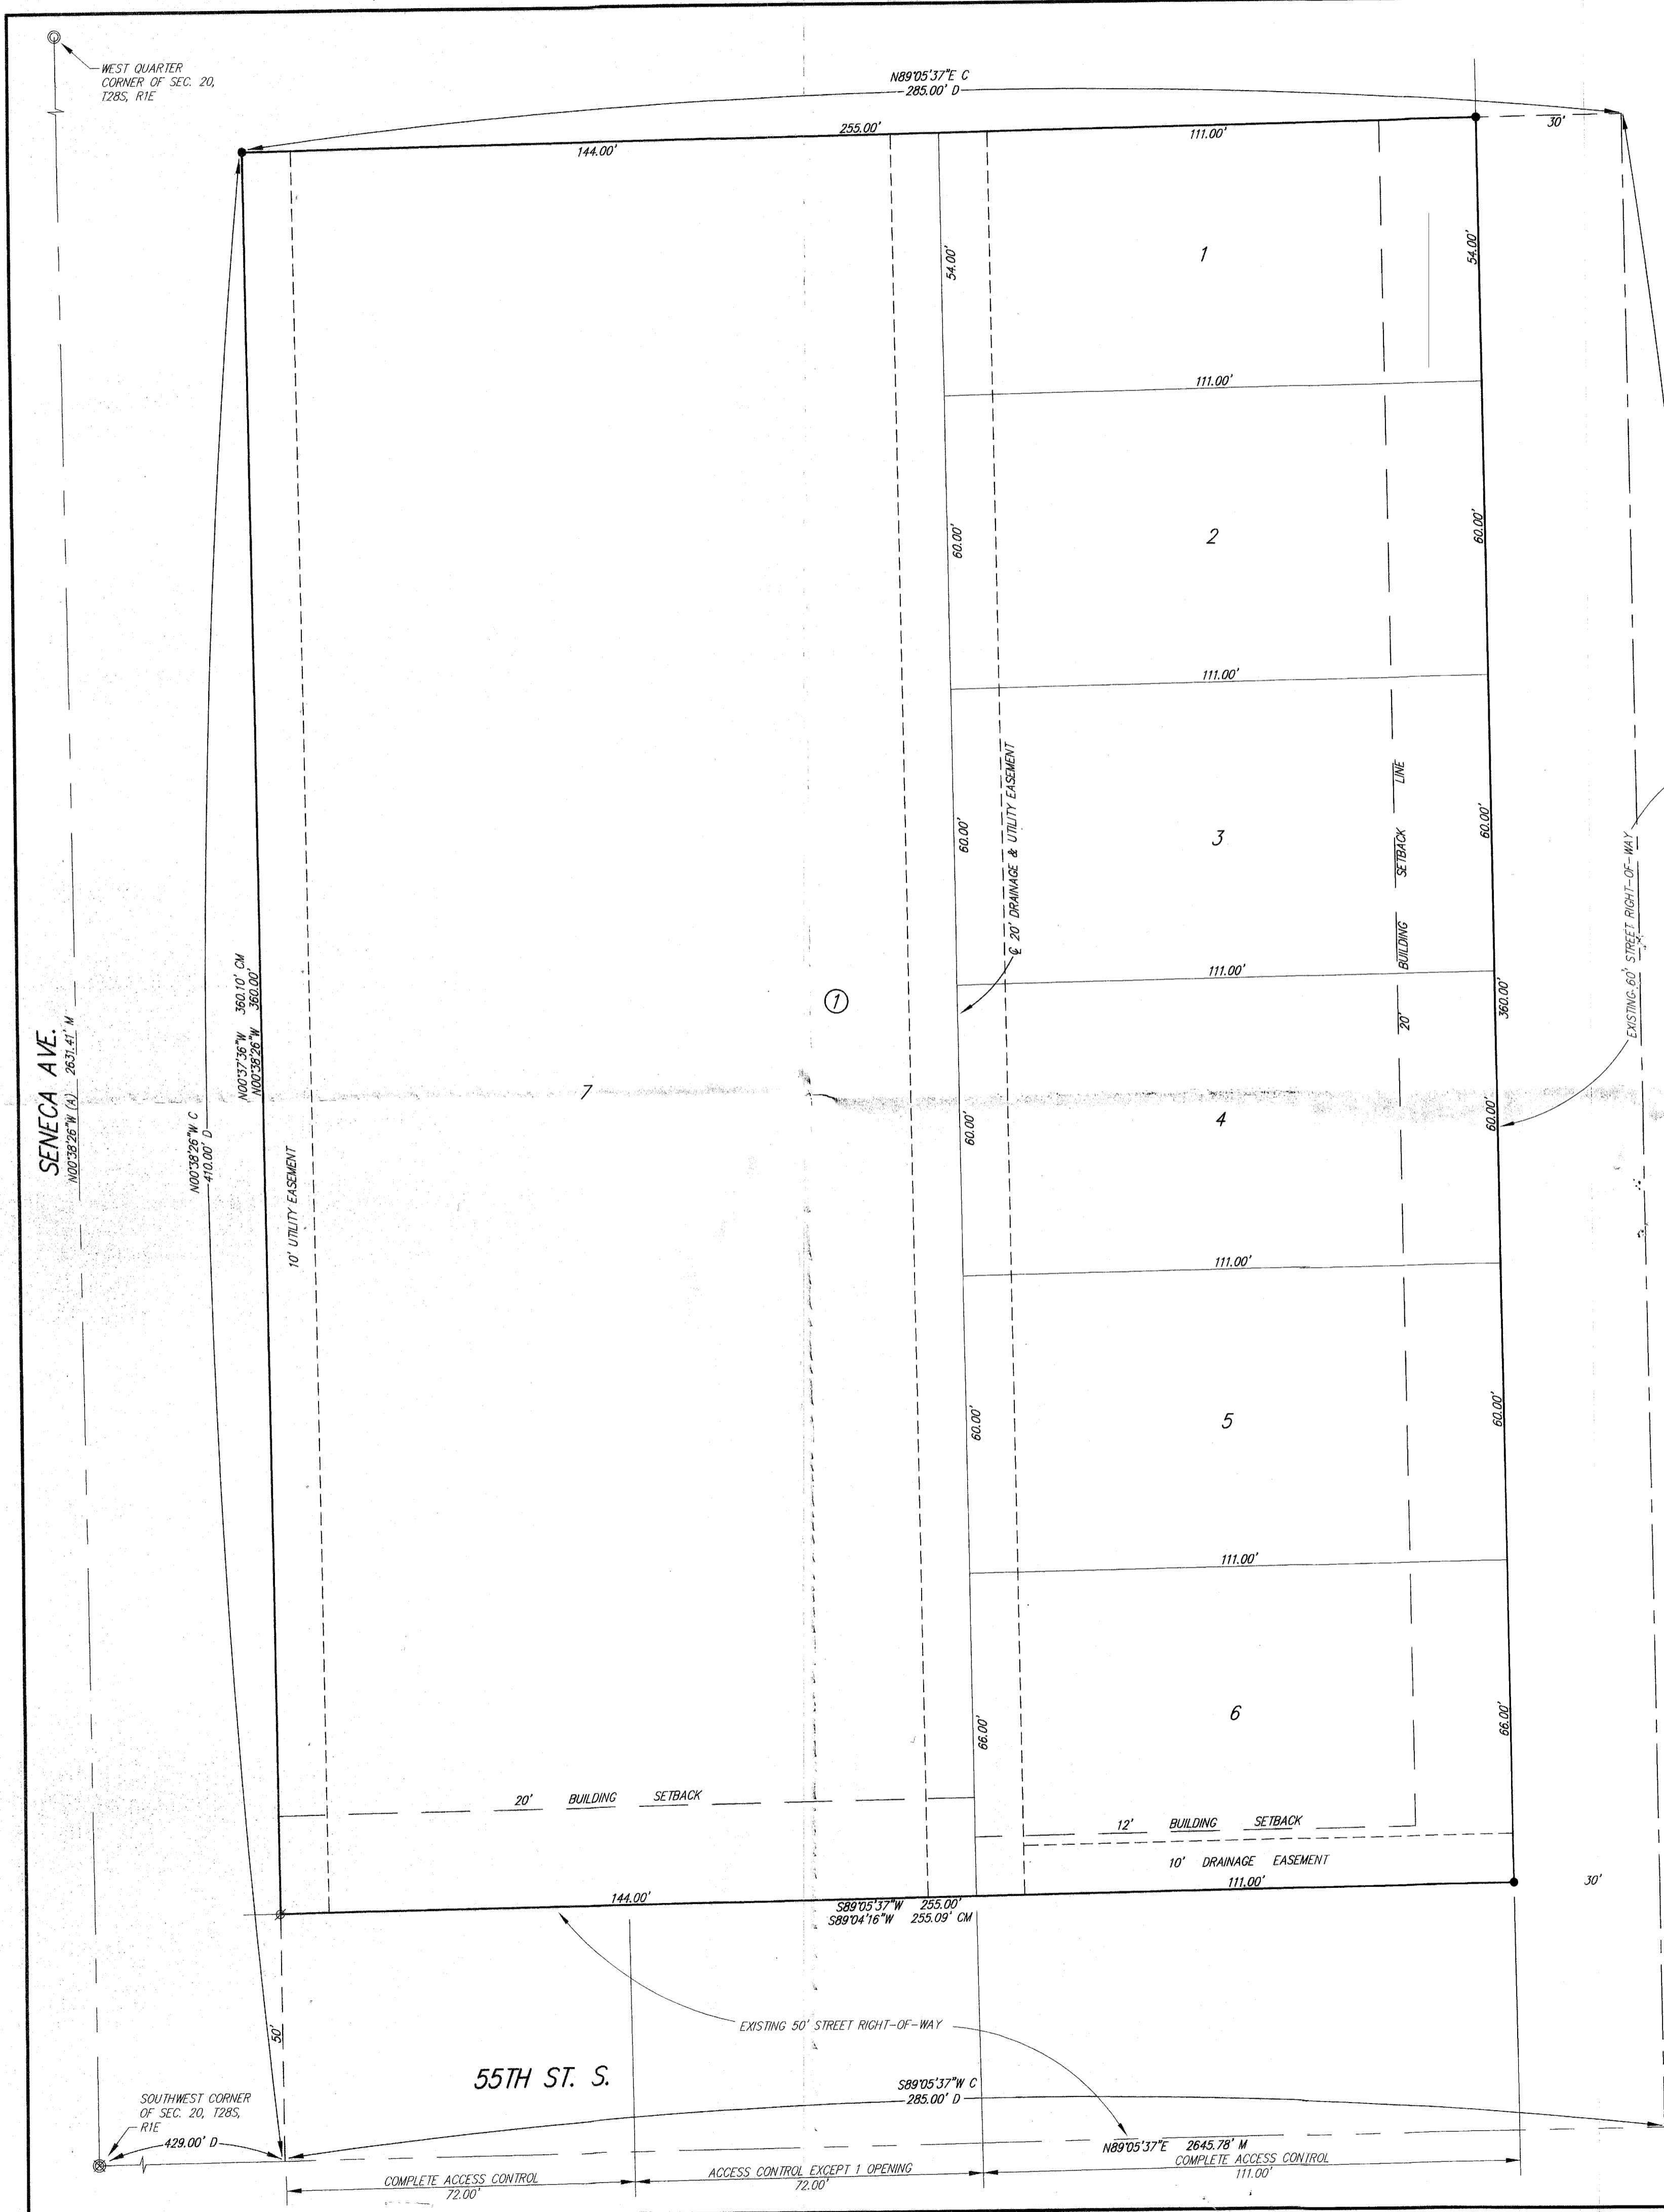 WEST QUARTER
CORNER OF SEC. 20,
T28S, R1E
N89°05'37"E C
285.00' D
30'
255.00'
144.00'
111.00'
54.00'
1
54.00'
111.00'
60.00'
2
60.00'
111.00'
60.00'
3
60.00'
℄ 20' DRAINAGE & UTILITY EASEMENT
20' BUILDING SETBACK LINE
EXISTING 60' STREET RIGHT-OF-WAY
111.00'
360.00'
SENECA AVE.
N00°38'26"W (A) 2631.41' M
N00°38'26"W C
410.00' D
N00°37'36"W 360.10' CM
N00°38'26"W 360.00'
10' UTILITY EASEMENT
1
7
60.00'
4
60.00'
111.00'
60.00'
5
60.00'
111.00'
66.00'
6
66.00'
20' BUILDING SETBACK
12' BUILDING SETBACK
10' DRAINAGE EASEMENT
144.00'
111.00'
30'
S89°05'37"W 255.00'
S89°04'16"W 255.09' CM
50'
EXISTING 50' STREET RIGHT-OF-WAY
55TH ST. S.
SOUTHWEST CORNER
OF SEC. 20, T28S,
R1E
429.00' D
S89°05'37"W C
285.00' D
N89°05'37"E 2645.78' M
COMPLETE ACCESS CONTROL
72.00'
ACCESS CONTROL EXCEPT 1 OPENING
72.00'
COMPLETE ACCESS CONTROL
111.00'